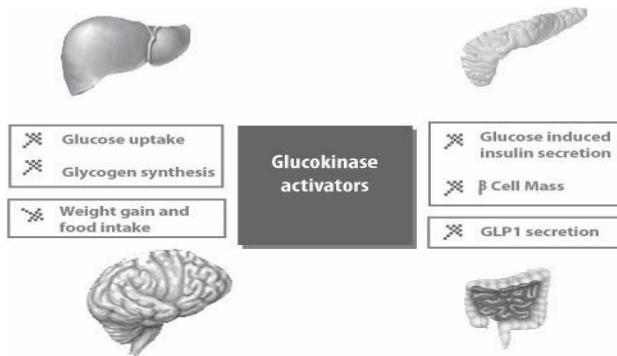 Glucose uptake
Glycogen synthesis
Weight gain and
food intake
Glucokinase
activators
Glucose induced
insulin secretion
β Cell Mass
GLP1 secretion